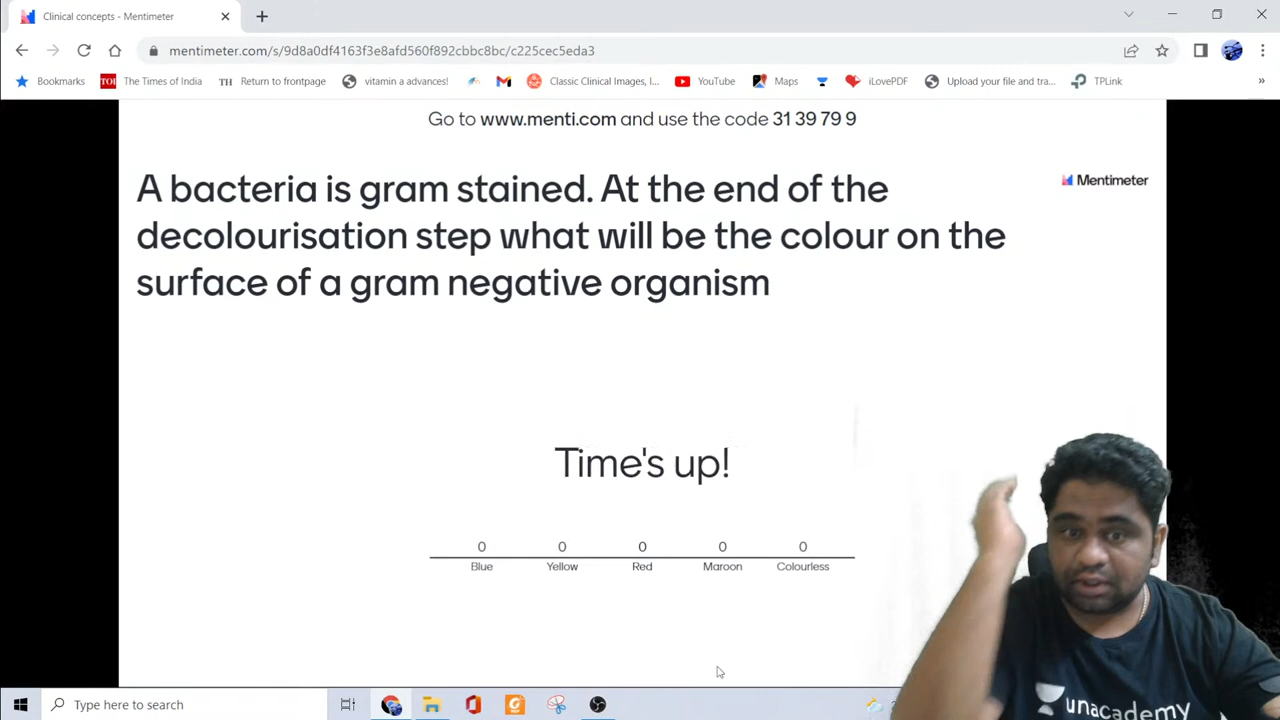 Clinical concepts - Mentimeter
mentimeter.com/s/9d8a0df4163f3e8afd560f892cbbc8bc/c225cec5eda3
Bookmarks TOI The Times of India TH Return to frontpage vitamin a advances! Classic Clinical Images, I... YouTube Maps iLovePDF Upload your file and tra... TPLink »
Go to www.menti.com and use the code 31 39 79 9
Mentimeter
A bacteria is gram stained. At the end of the
decolourisation step what will be the colour on the
surface of a gram negative organism
Time's up!
0 0 0 0 0
Blue Yellow Red Maroon Colourless
unacademy
Type here to search